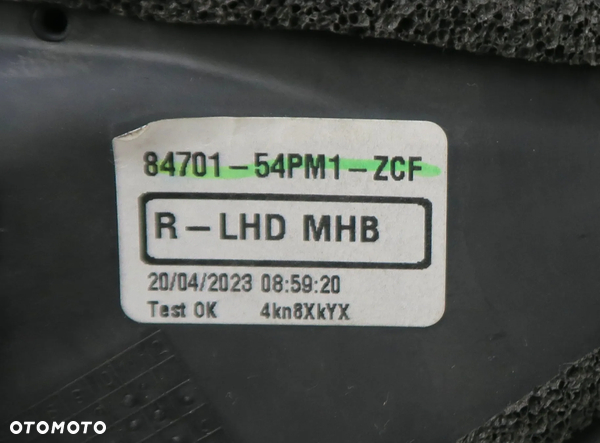 84701-54PM1-ZCF
R-LHD MHB
20/04/2023 08:59:20
Test OK 4kn8XkYX
OTOMOTO